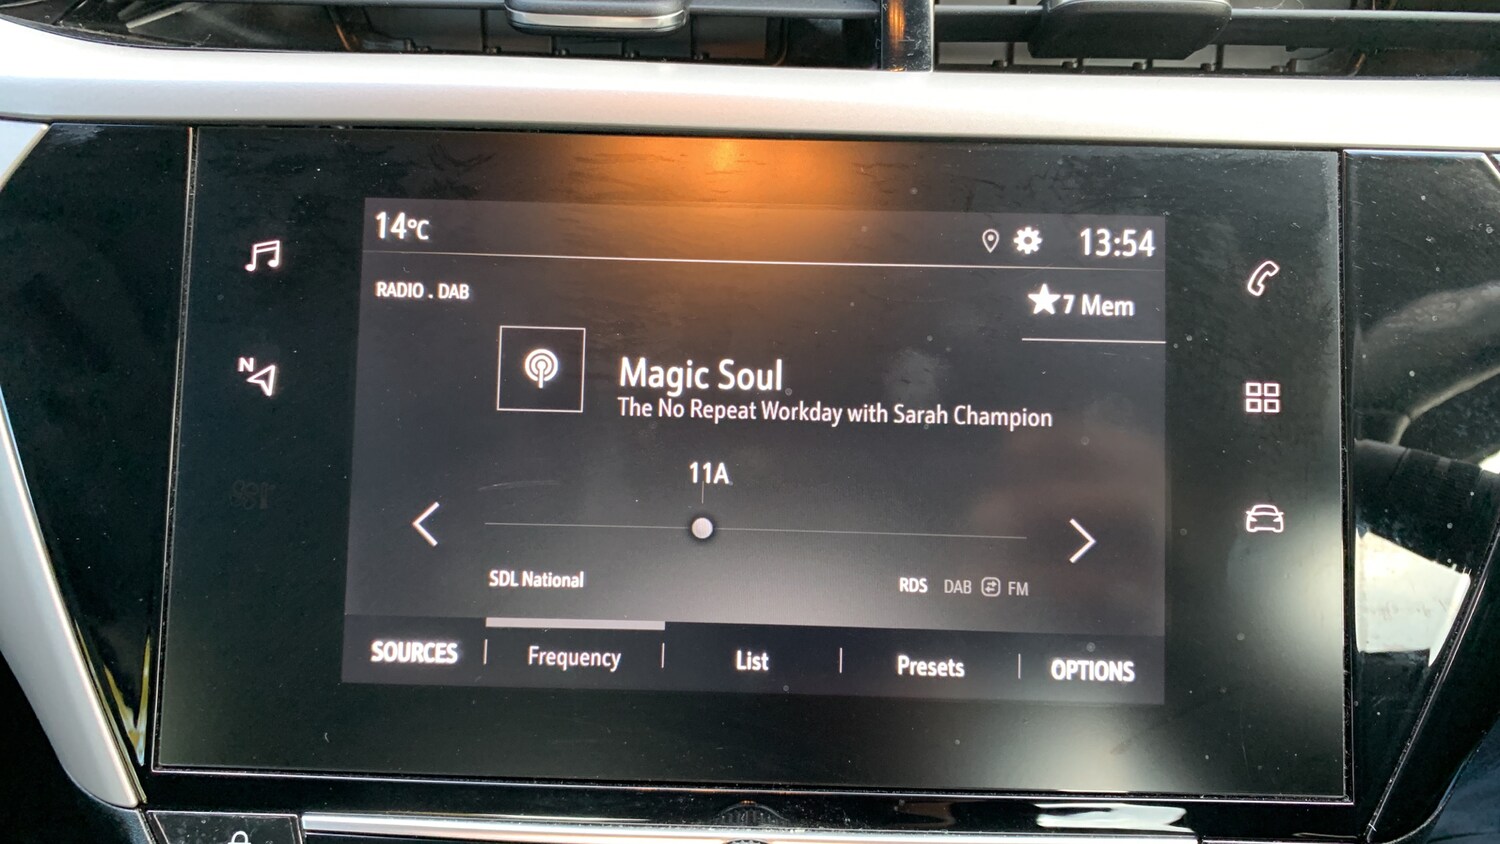 14°C
13:54
RADIO . DAB
7 Mem
N
Magic Soul
The No Repeat Workday with Sarah Champion
11A
SDL National
RDS DAB FM
SOURCES Frequency List Presets OPTIONS